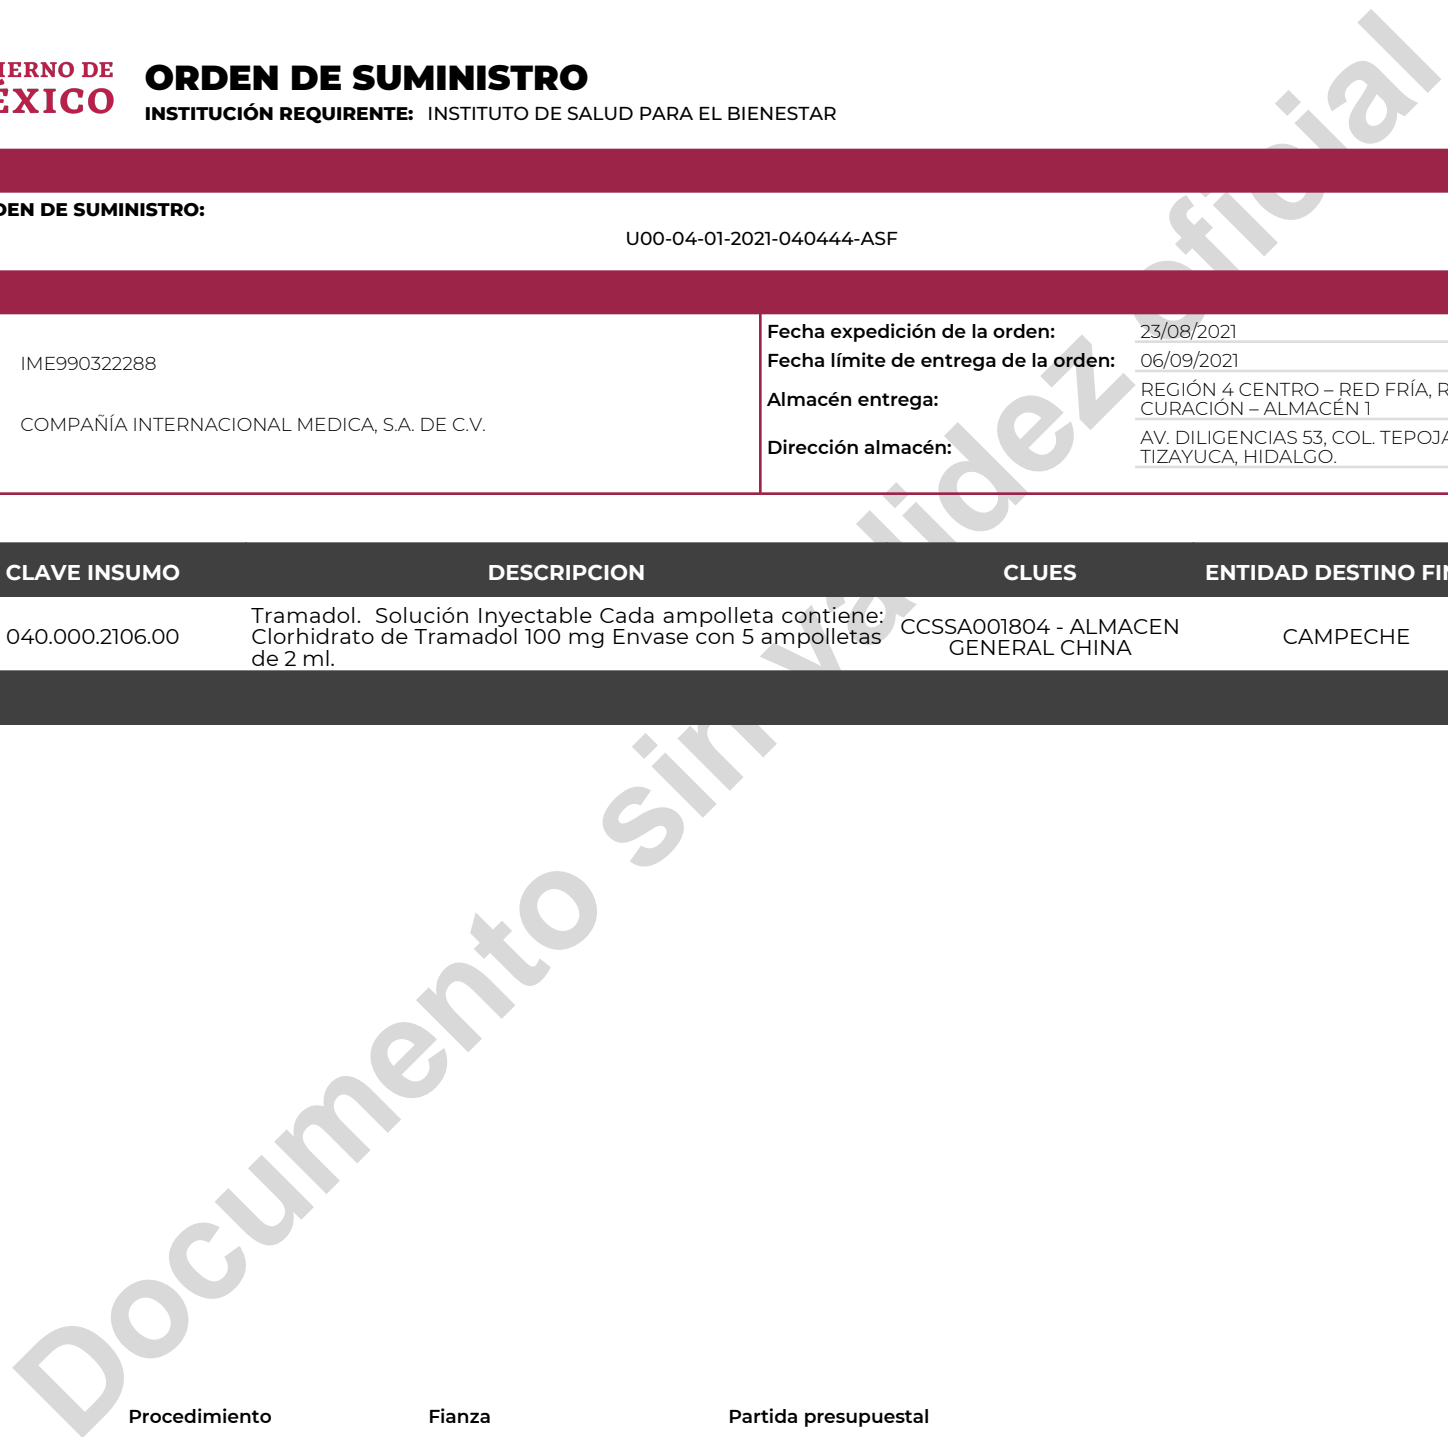 IERNO DE
ÉXICO
ORDEN DE SUMINISTRO
INSTITUCIÓN REQUIRENTE: INSTITUTO DE SALUD PARA EL BIENESTAR
DEN DE SUMINISTRO:
U00-04-01-2021-040444-ASF
IME990322288
COMPAÑÍA INTERNACIONAL MEDICA, S.A. DE C.V.
Fecha expedición de la orden: 23/08/2021
Fecha límite de entrega de la orden: 06/09/2021
Almacén entrega: REGIÓN 4 CENTRO – RED FRÍA, R
CURACIÓN – ALMACÉN 1
Dirección almacén: AV. DILIGENCIAS 53, COL. TEPOJA
TIZAYUCA, HIDALGO.
CLAVE INSUMO DESCRIPCION CLUES ENTIDAD DESTINO FIN
040.000.2106.00
Tramadol. Solución Inyectable Cada ampolleta contiene:
Clorhidrato de Tramadol 100 mg Envase con 5 ampolletas
de 2 ml.
CCSSA001804 - ALMACEN
GENERAL CHINA
CAMPECHE
Documento sin validez oficial
Procedimiento Fianza Partida presupuestal